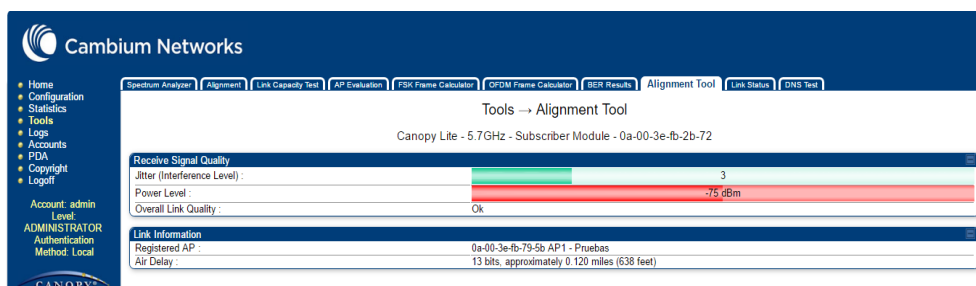 Cambium Networks
Home
Configuration
Statistics
Tools
Logs
Accounts
PDA
Copyright
Logoff
Account: admin
Level:
ADMINISTRATOR
Authentication
Method: Local
CANOPY®
Spectrum Analyzer Alignment Link Capacity Test AP Evaluation FSK Frame Calculator OFDM Frame Calculator BER Results Alignment Tool Link Status DNS Test
Tools → Alignment Tool
Canopy Lite - 5.7GHz - Subscriber Module - 0a-00-3e-fb-2b-72
Receive Signal Quality
Jitter (Interference Level) : 3
Power Level : -75 dBm
Overall Link Quality : Ok
Link Information
Registered AP : 0a-00-3e-fb-79-5b AP1 - Pruebas
Air Delay : 13 bits, approximately 0.120 miles (638 feet)